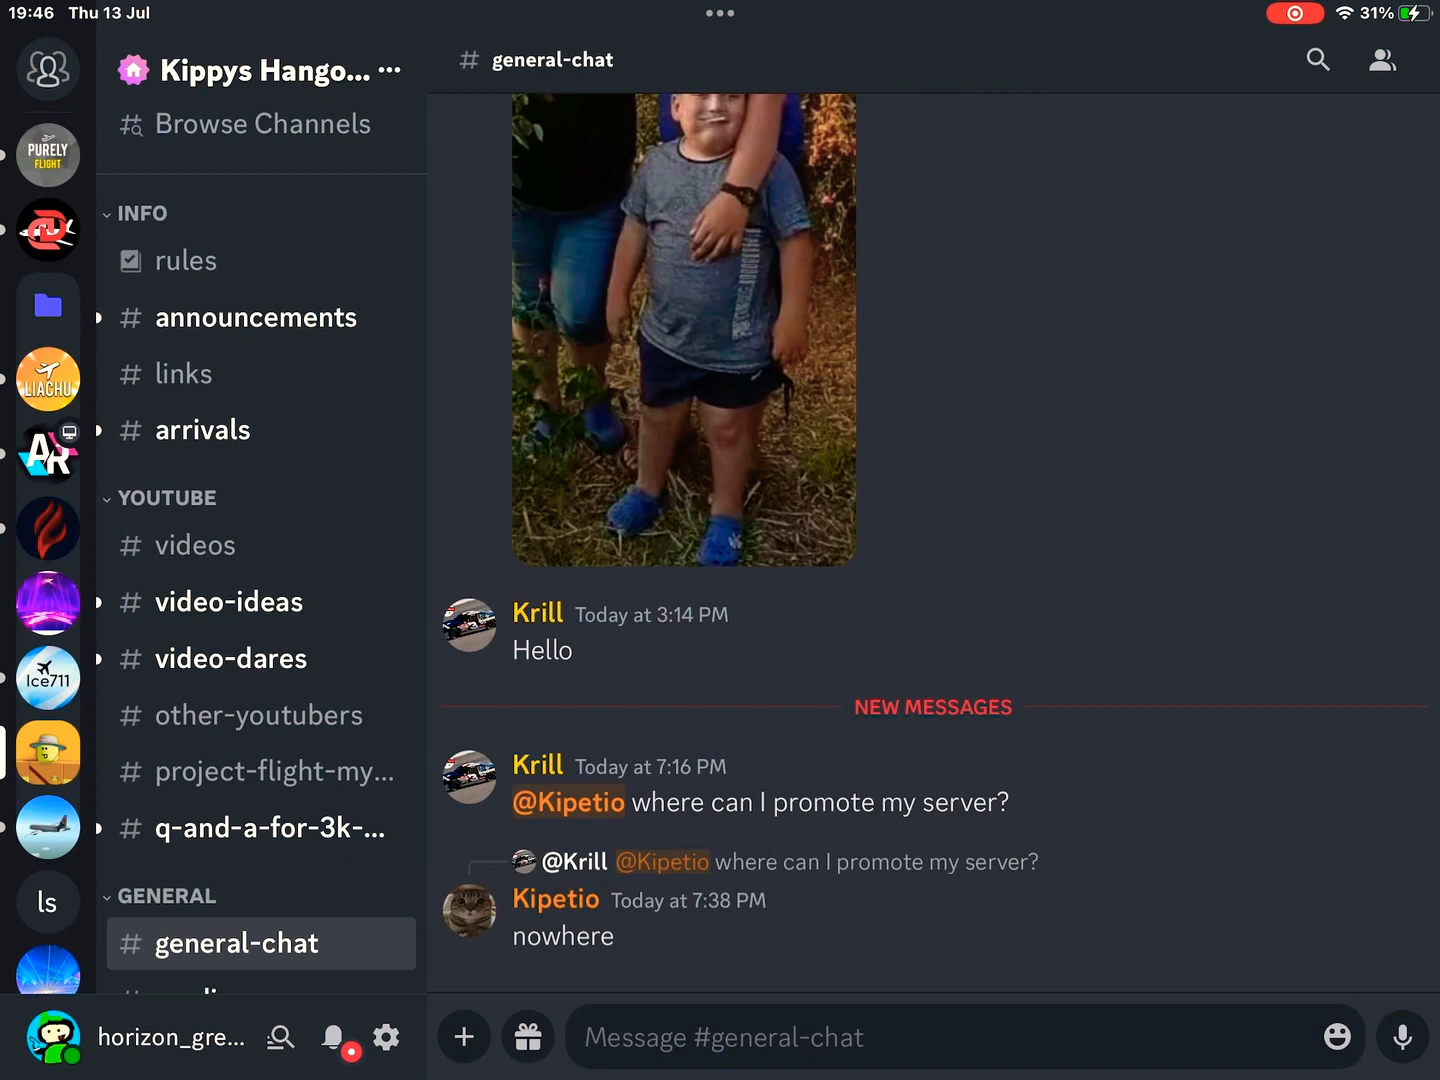 19:46 Thu 13 Jul
31%
Kippys Hango...
Browse Channels
INFO
rules
announcements
links
arrivals
YOUTUBE
videos
video-ideas
video-dares
other-youtubers
project-flight-my...
q-and-a-for-3k-...
GENERAL
general-chat
PURELY
FLIGHT
LIACHU
AR
Ice711
ls
horizon_gre...
# general-chat
Krill Today at 3:14 PM
Hello
NEW MESSAGES
Krill Today at 7:16 PM
@Kipetio where can I promote my server?
@Krill @Kipetio where can I promote my server?
Kipetio Today at 7:38 PM
nowhere
Message #general-chat